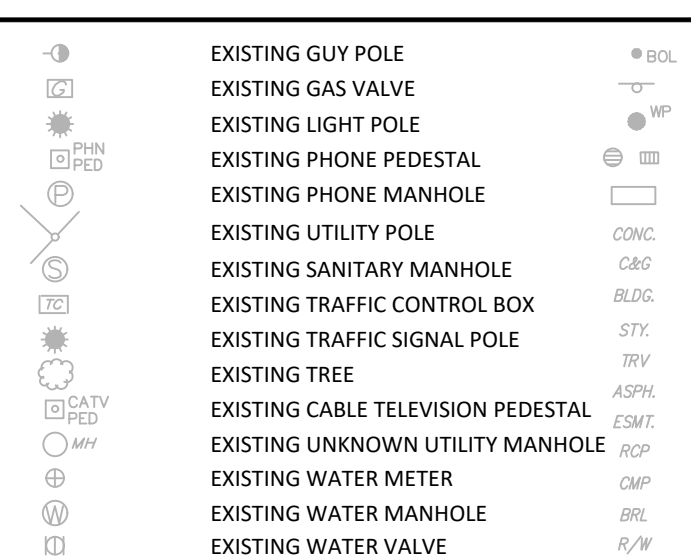 EXISTING GUY POLE
BOL
G
EXISTING GAS VALVE
EXISTING LIGHT POLE
WP
PHN
PED
EXISTING PHONE PEDESTAL
P
EXISTING PHONE MANHOLE
EXISTING UTILITY POLE
CONC.
S
EXISTING SANITARY MANHOLE
C&G
TC
EXISTING TRAFFIC CONTROL BOX
BLDG.
EXISTING TRAFFIC SIGNAL POLE
STY.
EXISTING TREE
TRV
CATV
PED
EXISTING CABLE TELEVISION PEDESTAL
ASPH.
ESMT.
MH
EXISTING UNKNOWN UTILITY MANHOLE
RCP
EXISTING WATER METER
CMP
W
EXISTING WATER MANHOLE
BRL
EXISTING WATER VALVE
R/W